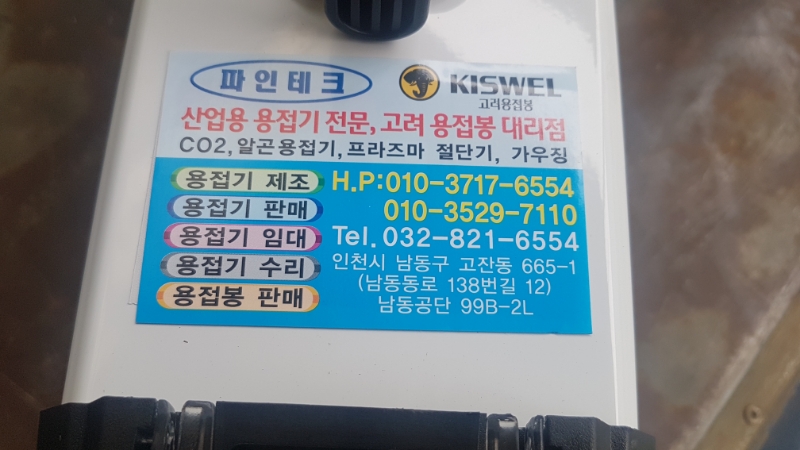 파인테크
KISWEL
고려용접봉
산업용 용접기 전문, 고려 용접봉 대리점
CO2, 알곤용접기, 프라즈마 절단기, 가우징
용접기 제조
용접기 판매
용접기 임대
용접기 수리
용접봉 판매
H.P:010-3717-6554
010-3529-7110
Tel. 032-821-6554
인천시 남동구 고잔동 665-1
(남동동로 138번길 12)
남동공단 99B-2L